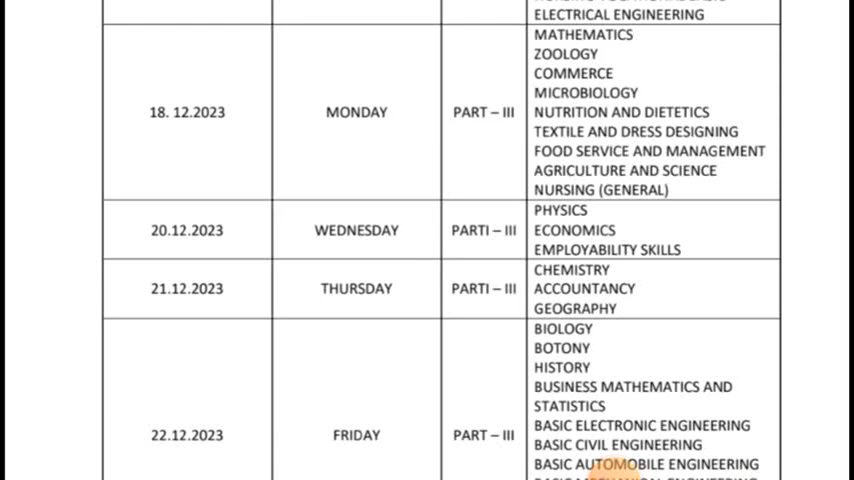 ELECTRICAL ENGINEERING
18. 12.2023 MONDAY PART – III
MATHEMATICS
ZOOLOGY
COMMERCE
MICROBIOLOGY
NUTRITION AND DIETETICS
TEXTILE AND DRESS DESIGNING
FOOD SERVICE AND MANAGEMENT
AGRICULTURE AND SCIENCE
NURSING (GENERAL)
20.12.2023 WEDNESDAY PARTI – III
PHYSICS
ECONOMICS
EMPLOYABILITY SKILLS
21.12.2023 THURSDAY PARTI – III
CHEMISTRY
ACCOUNTANCY
GEOGRAPHY
22.12.2023 FRIDAY PART – III
BIOLOGY
BOTONY
HISTORY
BUSINESS MATHEMATICS AND
STATISTICS
BASIC ELECTRONIC ENGINEERING
BASIC CIVIL ENGINEERING
BASIC AUTOMOBILE ENGINEERING